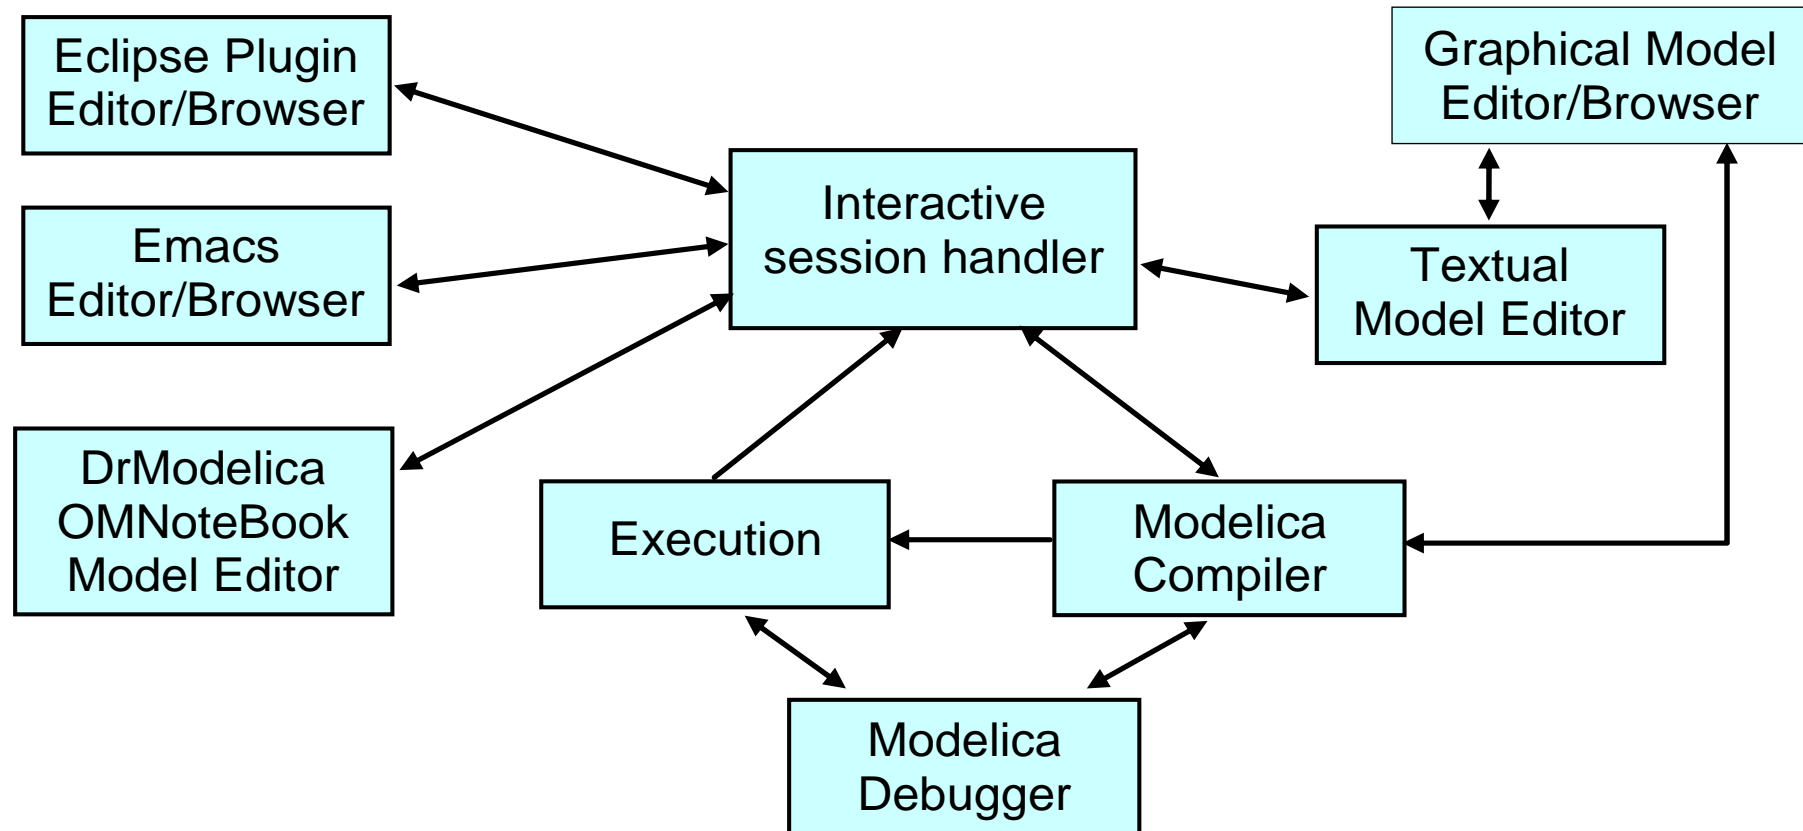 Eclipse Plugin
Editor/Browser
Graphical Model
Editor/Browser
Interactive
session handler
Emacs
Editor/Browser
Textual
Model Editor
DrModelica
OMNoteBook
Model Editor
Execution
Modelica
Compiler
Modelica
Debugger